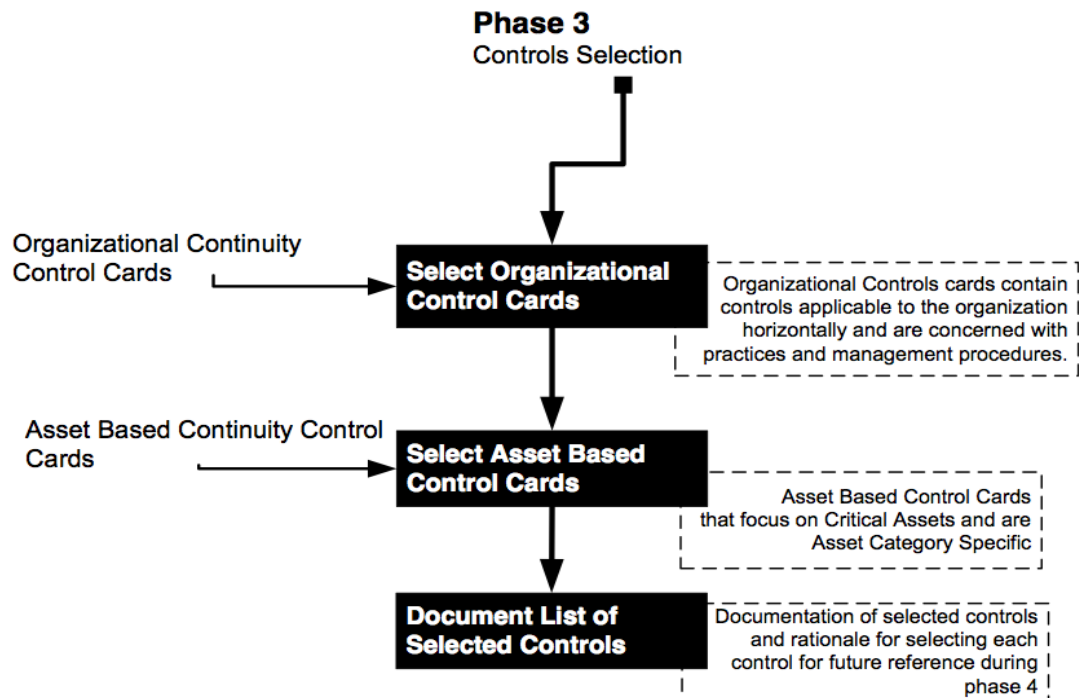 Phase 3
Controls Selection
Organizational Continuity
Control Cards
Select Organizational
Control Cards
Organizational Controls cards contain
controls applicable to the organization
horizontally and are concerned with
practices and management procedures.
Asset Based Continuity Control
Cards
Select Asset Based
Control Cards
Asset Based Control Cards
that focus on Critical Assets and are
Asset Category Specific
Document List of
Selected Controls
Documentation of selected controls
and rationale for selecting each
control for future reference during
phase 4